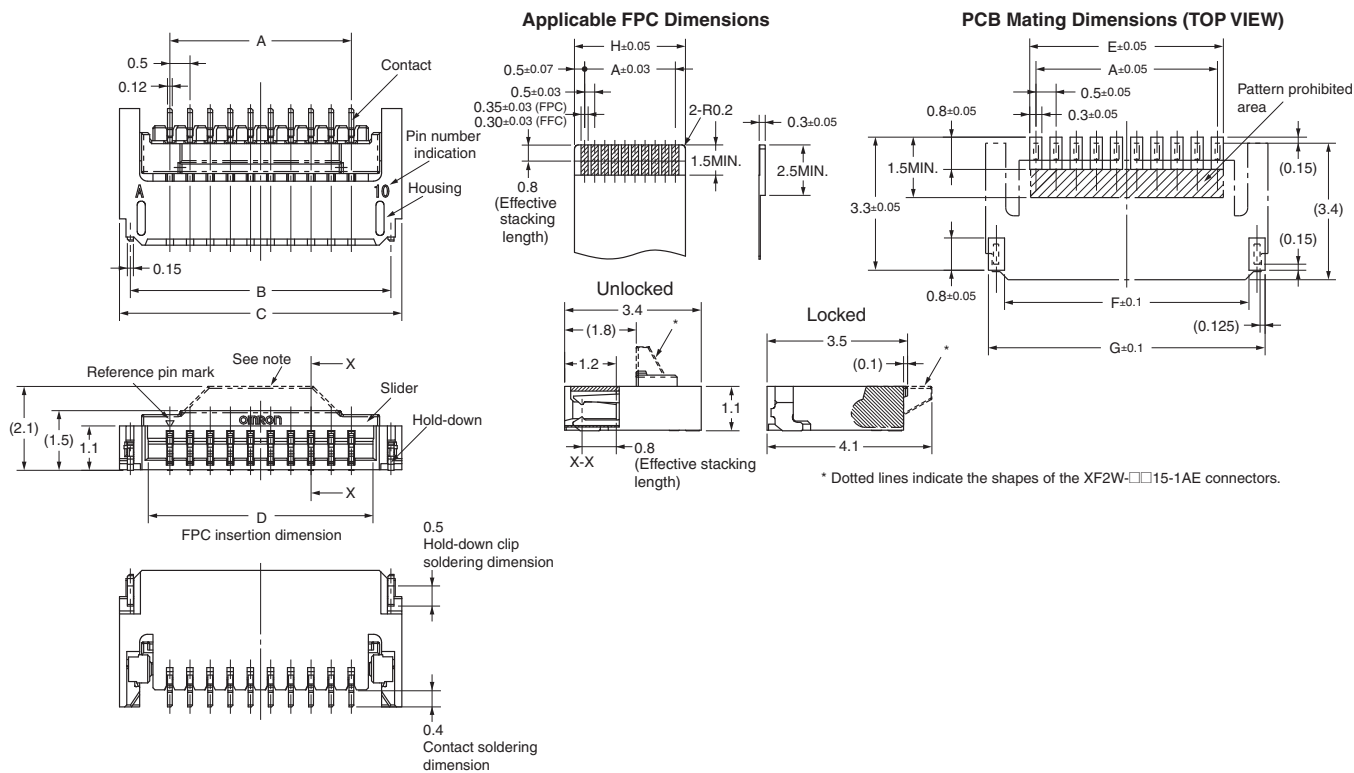 Applicable FPC Dimensions
PCB Mating Dimensions (TOP VIEW)
A
0.5
0.12
Contact
Pin number
indication
Housing
A
10
0.15
B
C
H±0.05
0.5±0.07
A±0.03
0.5±0.03
0.35±0.03 (FPC)
0.30±0.03 (FFC)
2-R0.2
0.3±0.05
1.5MIN.
2.5MIN.
0.8
(Effective
stacking
length)
E±0.05
A±0.05
0.5±0.05
0.3±0.05
Pattern prohibited
area
0.8±0.05
1.5MIN.
3.3±0.05
(0.15)
(3.4)
(0.15)
0.8±0.05
F±0.1
(0.125)
G±0.1
Unlocked
3.4
(1.8)
*
1.2
1.1
X-X
0.8
(Effective stacking
length)
Locked
3.5
(0.1)
*
4.1
* Dotted lines indicate the shapes of the XF2W-□□15-1AE connectors.
See note
X
Reference pin mark
Slider
OMRON
Hold-down
(2.1)
(1.5)
1.1
X
D
FPC insertion dimension
0.5
Hold-down clip
soldering dimension
0.4
Contact soldering
dimension